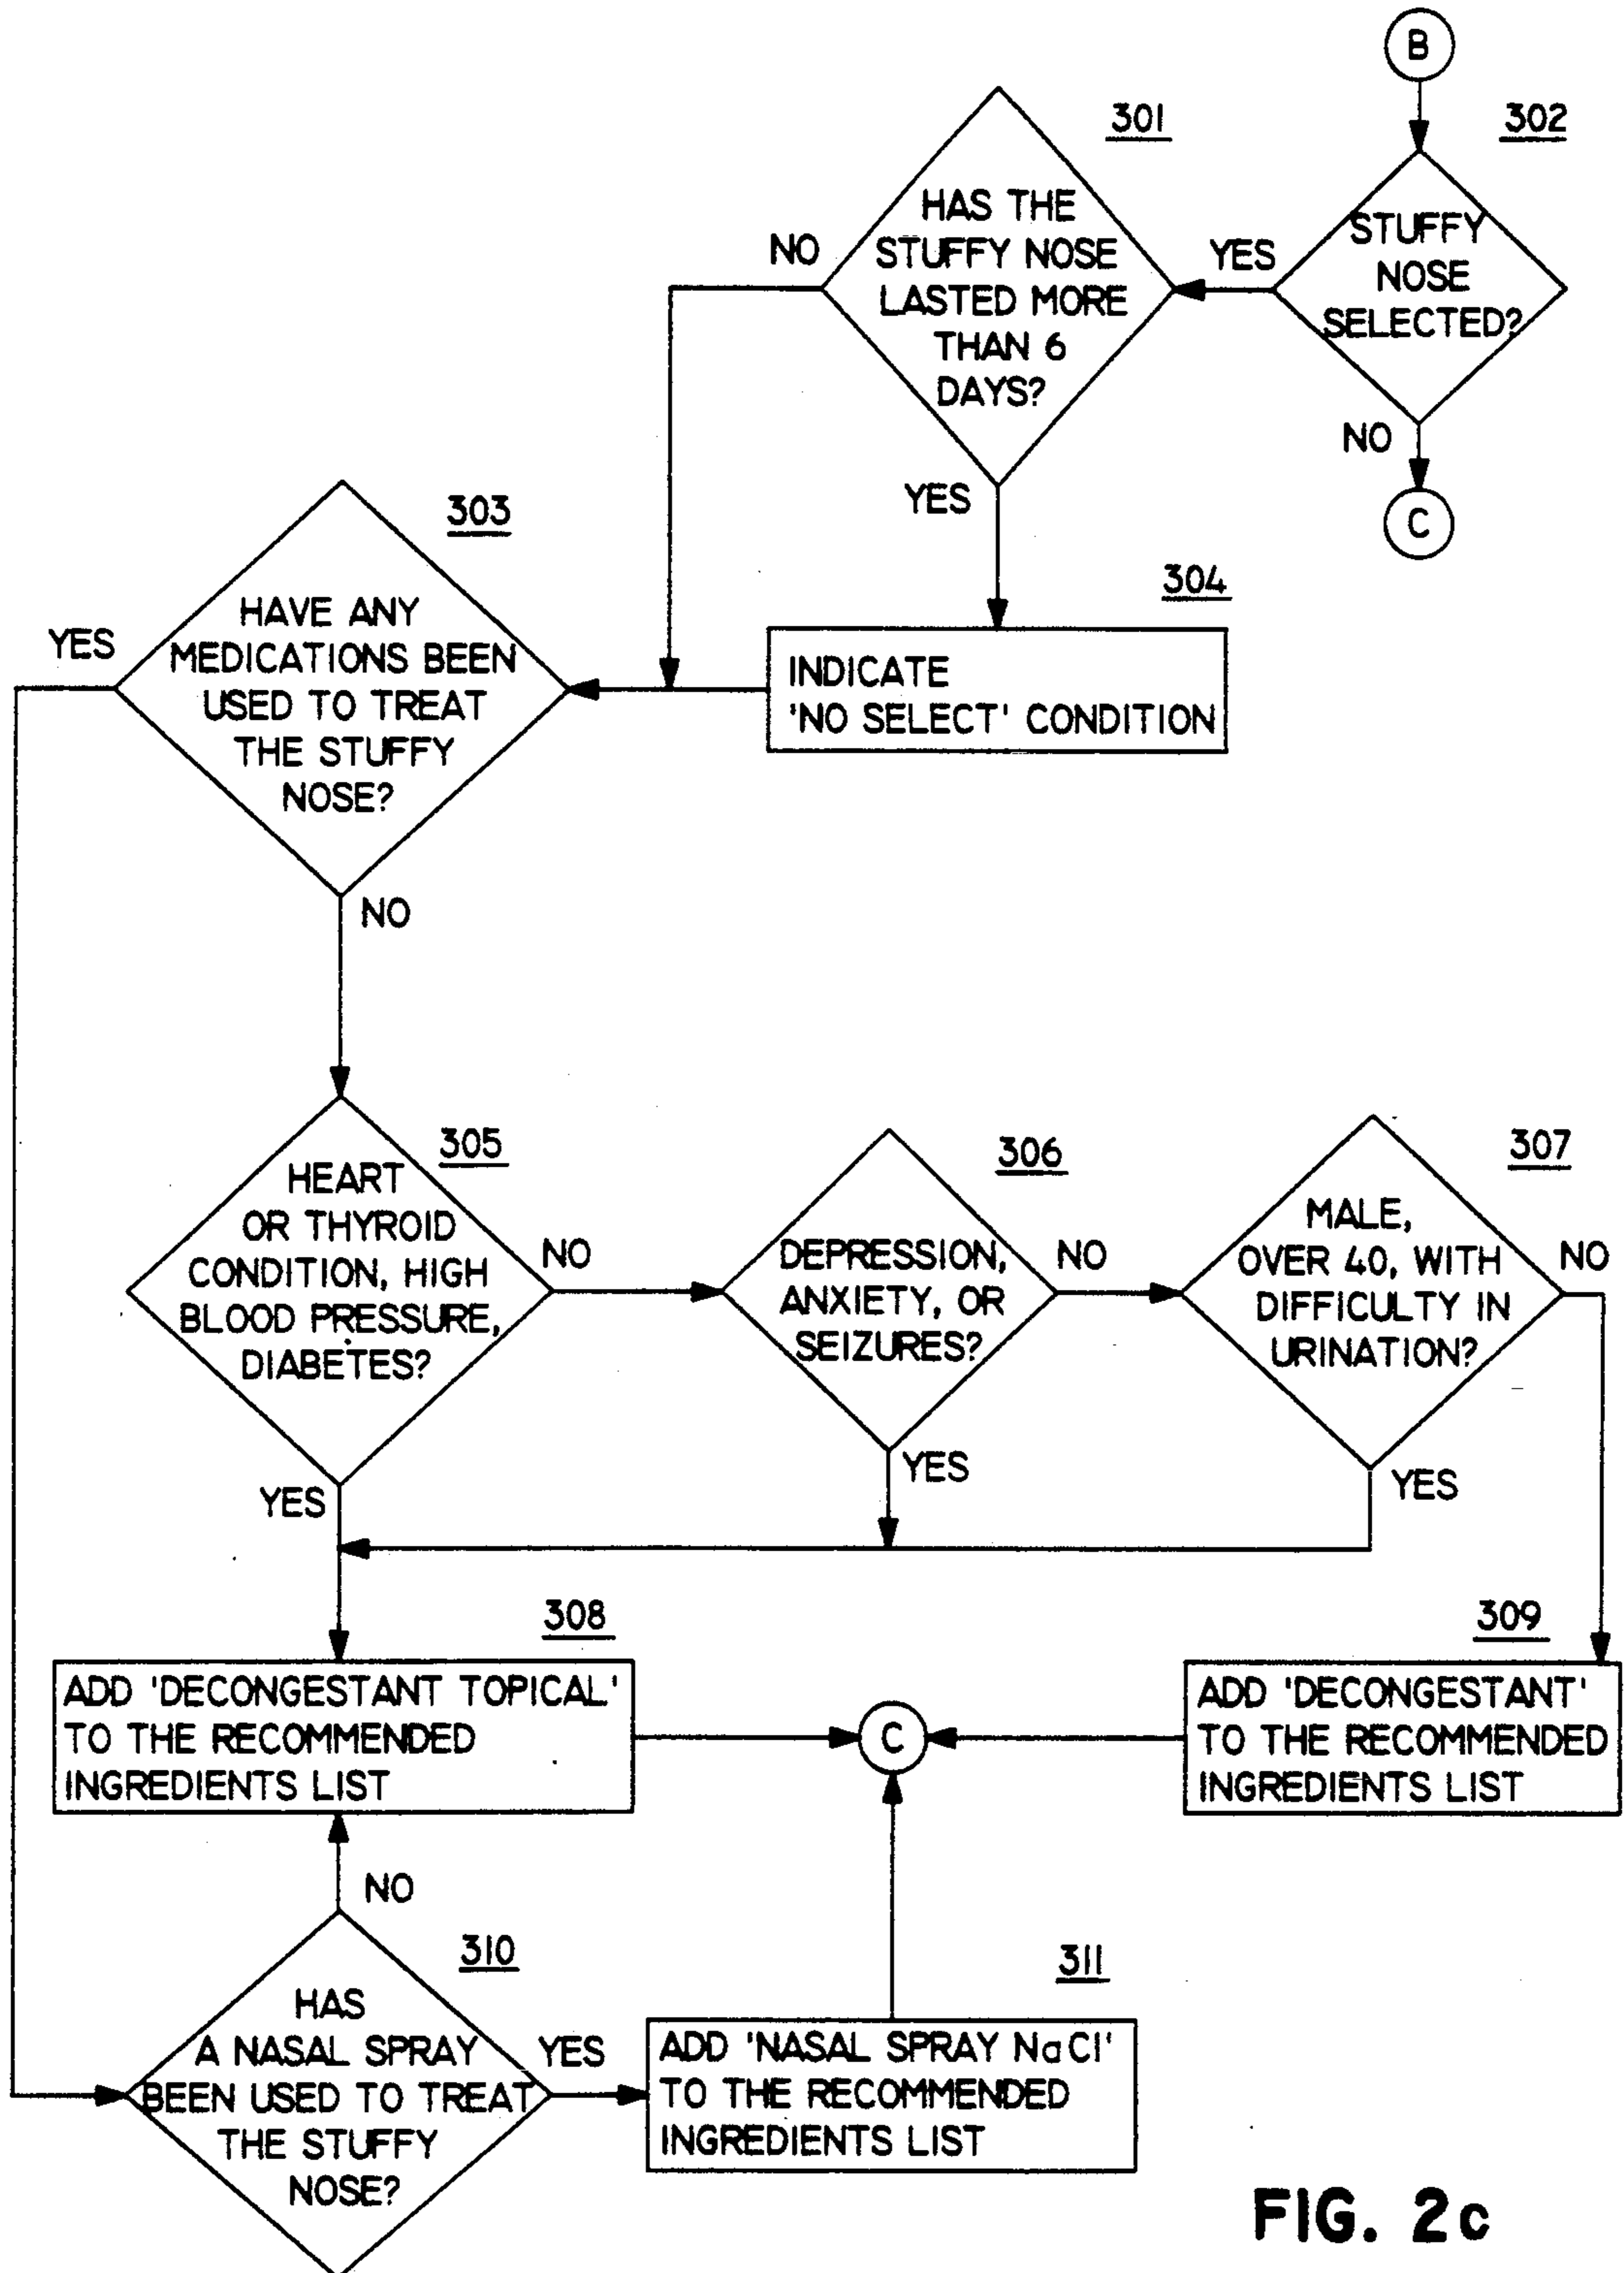 B
302
STUFFY
NOSE
SELECTED?
YES
NO
C
301
HAS THE
STUFFY NOSE
LASTED MORE
THAN 6
DAYS?
NO
YES
304
INDICATE
'NO SELECT' CONDITION
303
HAVE ANY
MEDICATIONS BEEN
USED TO TREAT
THE STUFFY
NOSE?
YES
NO
305
HEART
OR THYROID
CONDITION, HIGH
BLOOD PRESSURE,
DIABETES?
NO
YES
306
DEPRESSION,
ANXIETY, OR
SEIZURES?
NO
YES
307
MALE,
OVER 40, WITH
DIFFICULTY IN
URINATION?
NO
YES
308
ADD 'DECONGESTANT TOPICAL'
TO THE RECOMMENDED
INGREDIENTS LIST
C
309
ADD 'DECONGESTANT'
TO THE RECOMMENDED
INGREDIENTS LIST
NO
310
HAS
A NASAL SPRAY
BEEN USED TO TREAT
THE STUFFY
NOSE?
YES
311
ADD 'NASAL SPRAY NaCl'
TO THE RECOMMENDED
INGREDIENTS LIST
FIG. 2c